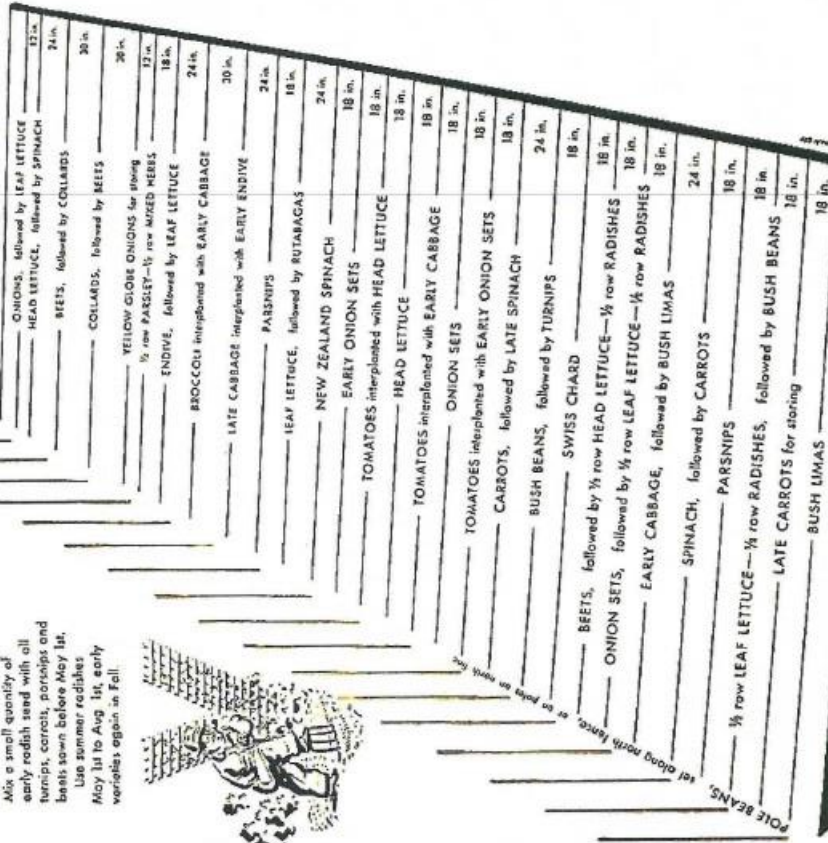 ONIONS, followed by LEAF LETTUCE
12 in.
HEAD LETTUCE, followed by SPINACH
24 in.
BEETS, followed by COLLARDS
30 in.
COLLARDS, followed by BEETS
30 in.
YELLOW GLOBE ONIONS for storing
12 in.
½ row PARSLEY—½ row MIXED HERBS
18 in.
ENDIVE, followed by LEAF LETTUCE
24 in.
BROCCOLI interplanted with EARLY CABBAGE
30 in.
LATE CABBAGE interplanted with EARLY ENDIVE
24 in.
PARSNIPS
18 in.
LEAF LETTUCE, followed by RUTABAGAS
24 in.
NEW ZEALAND SPINACH
18 in.
EARLY ONION SETS
18 in.
TOMATOES interplanted with HEAD LETTUCE
18 in.
HEAD LETTUCE
18 in.
TOMATOES interplanted with EARLY CABBAGE
18 in.
ONION SETS
18 in.
TOMATOES interplanted with EARLY ONION SETS
18 in.
CARROTS, followed by LATE SPINACH
24 in.
BUSH BEANS, followed by TURNIPS
18 in.
SWISS CHARD
18 in.
BEETS, followed by ½ row HEAD LETTUCE—½ row RADISHES
18 in.
ONION SETS, followed by ½ row LEAF LETTUCE—½ row RADISHES
18 in.
EARLY CABBAGE, followed by BUSH LIMAS
24 in.
SPINACH, followed by CARROTS
18 in.
PARSNIPS
18 in.
½ row LEAF LETTUCE—½ row RADISHES, followed by BUSH BEANS
18 in.
LATE CARROTS for storing
18 in.
BUSH LIMAS
POLE BEANS, set along north fence, or on poles on north line
Mix a small quantity of
early radish seed with all
turnips, carrots, parsnips and
beets sown before May 1st.
Use summer radishes
May 1st to Aug. 1st, early
varieties again in Fall.